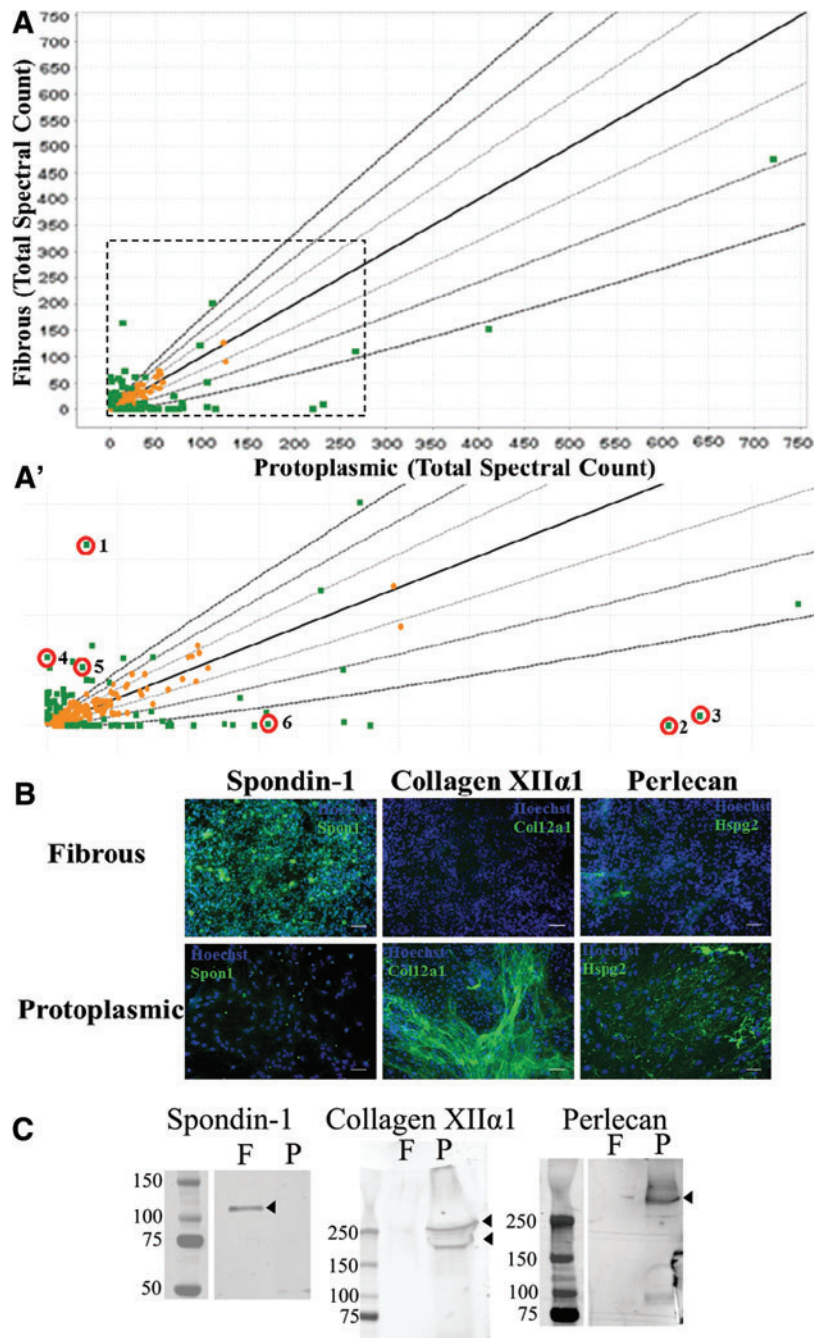 A
750
700
650
600
550
500
450
400
350
300
250
200
150
100
50
0
Fibrous (Total Spectral Count)
0 50 100 150 200 250 300 350 400 450 500 550 600 650 700 750
Protoplasmic (Total Spectral Count)
A'
1
4
5
6
2
3
B
Spondin-1 Collagen XIIα1 Perlecan
Fibrous
Hoechst
Spon1
Hoechst
Col12a1
Hoechst
Hspg2
Protoplasmic
Hoechst
Spon1
Hoechst
Col12a1
Hoechst
Hspg2
C
Spondin-1
F P
150
100
75
50
Collagen XIIα1
F P
250
150
100
75
Perlecan
F P
250
150
100
75